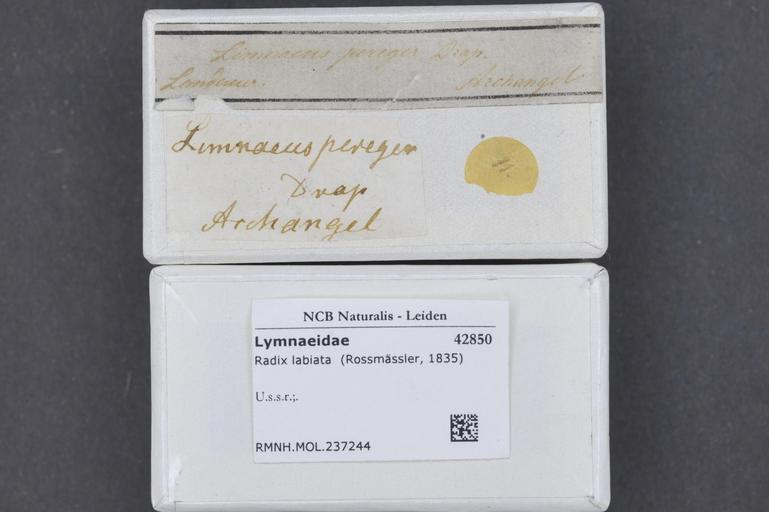 Limnaeus pereger Drap.
Archangel
Limnaeus pereger
Drap
Archangel
NCB Naturalis - Leiden
Lymnaeidae 42850
Radix labiata (Rossmässler, 1835)
U.s.s.r.;.
RMNH.MOL.237244